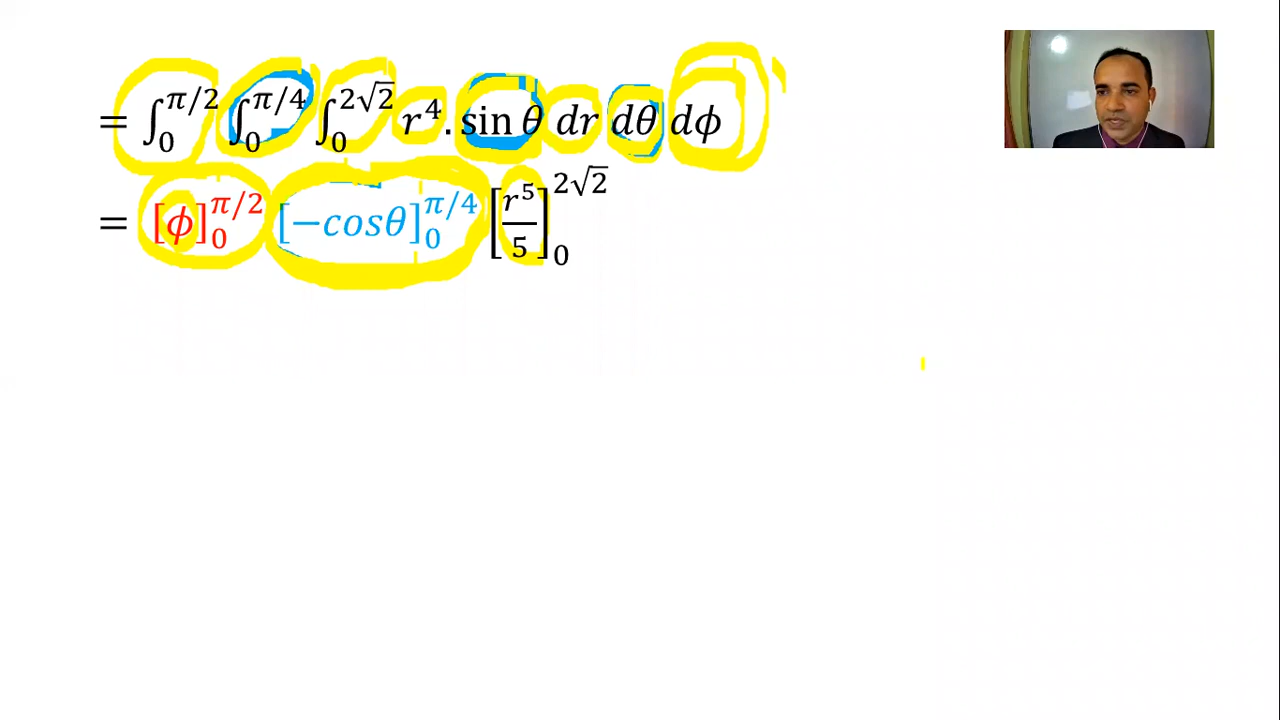 = ∫₀^{π/2} ∫₀^{π/4} ∫₀^{2√2} r⁴. sin θ dr dθ dϕ
= [ϕ]₀^{π/2} [−cosθ]₀^{π/4} [r⁵/5]₀^{2√2}